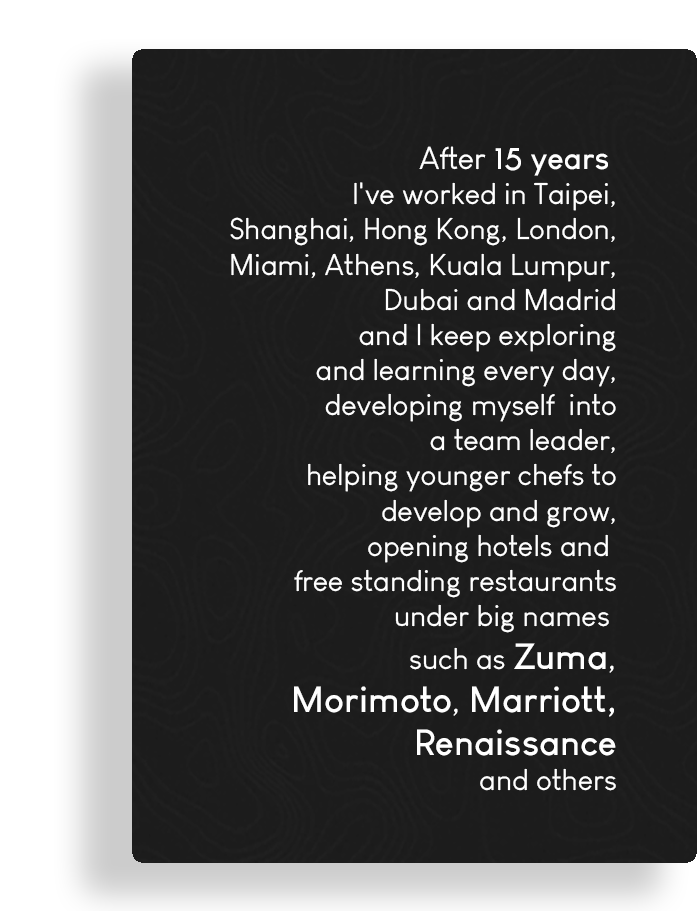 After 15 years
I've worked in Taipei,
Shanghai, Hong Kong, London,
Miami, Athens, Kuala Lumpur,
Dubai and Madrid
and I keep exploring
and learning every day,
developing myself  into
a team leader,
helping younger chefs to
develop and grow,
opening hotels and
free standing restaurants
under big names
such as Zuma,
Morimoto, Marriott,
Renaissance
and others